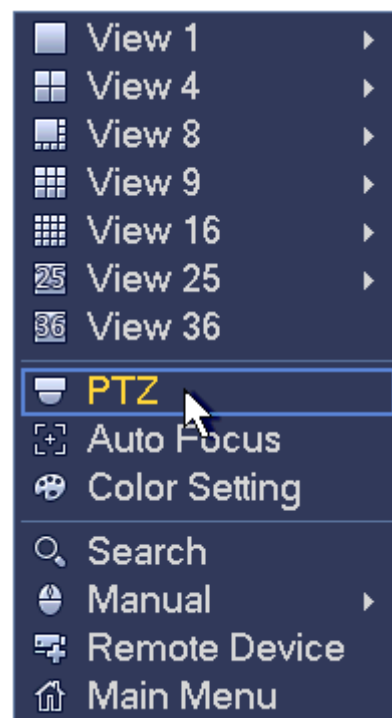 View 1
View 4
View 8
View 9
View 16
25 View 25
36 View 36
PTZ
Auto Focus
Color Setting
Search
Manual
Remote Device
Main Menu